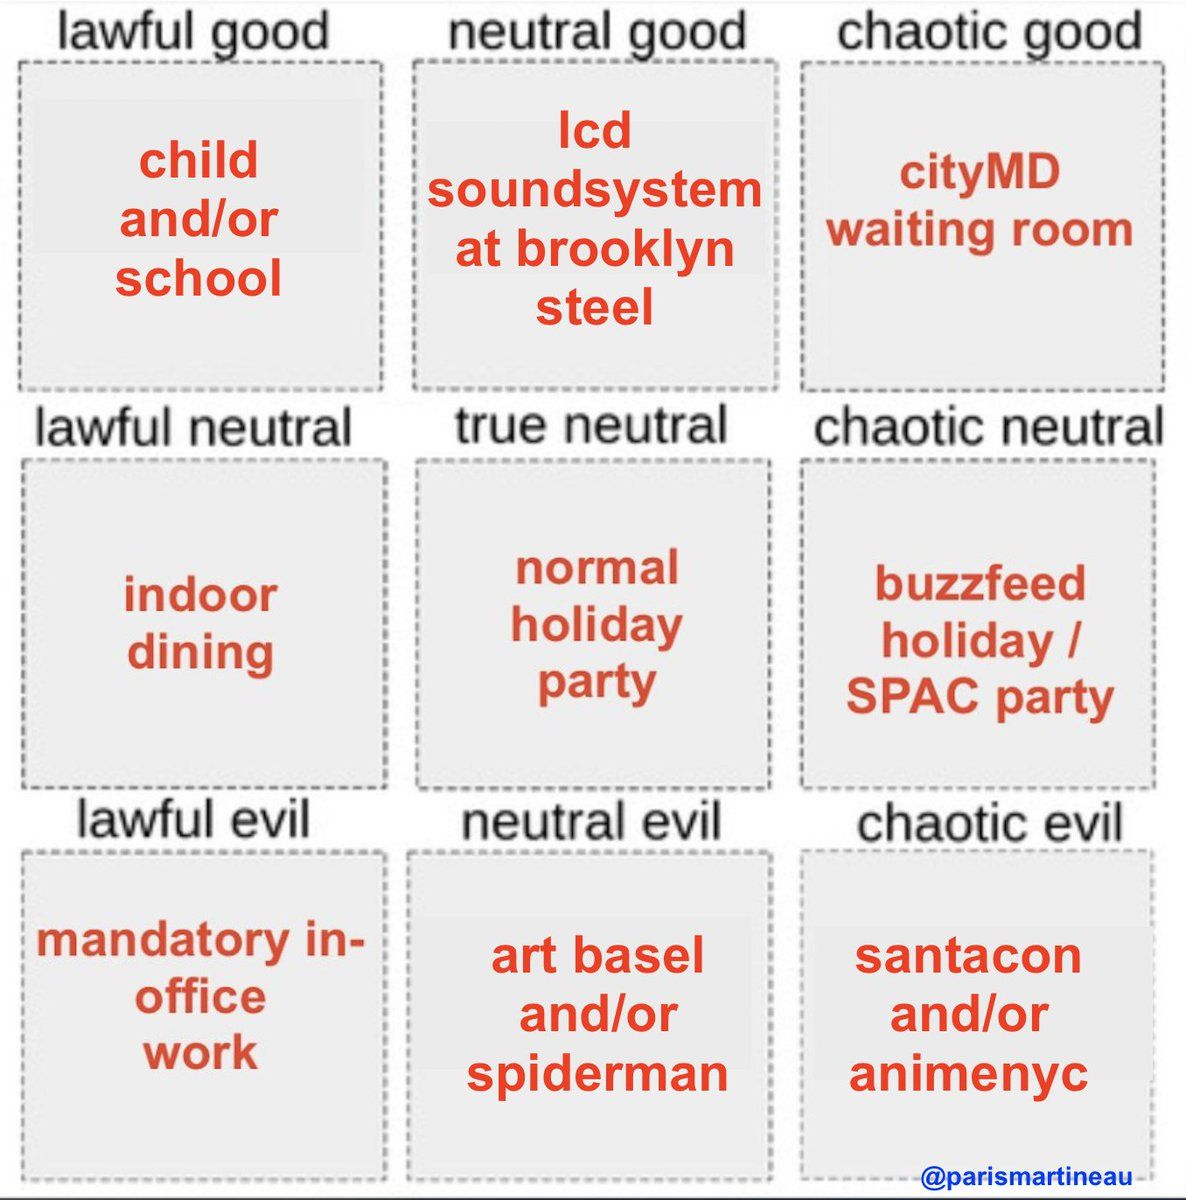 lawful good
neutral good
chaotic good
child
and/or
school
lcd
soundsystem
at brooklyn
steel
cityMD
waiting room
lawful neutral
true neutral
chaotic neutral
indoor
dining
normal
holiday
party
buzzfeed
holiday /
SPAC party
lawful evil
neutral evil
chaotic evil
mandatory in-
office
work
art basel
and/or
spiderman
santacon
and/or
animenyc
@parismartineau